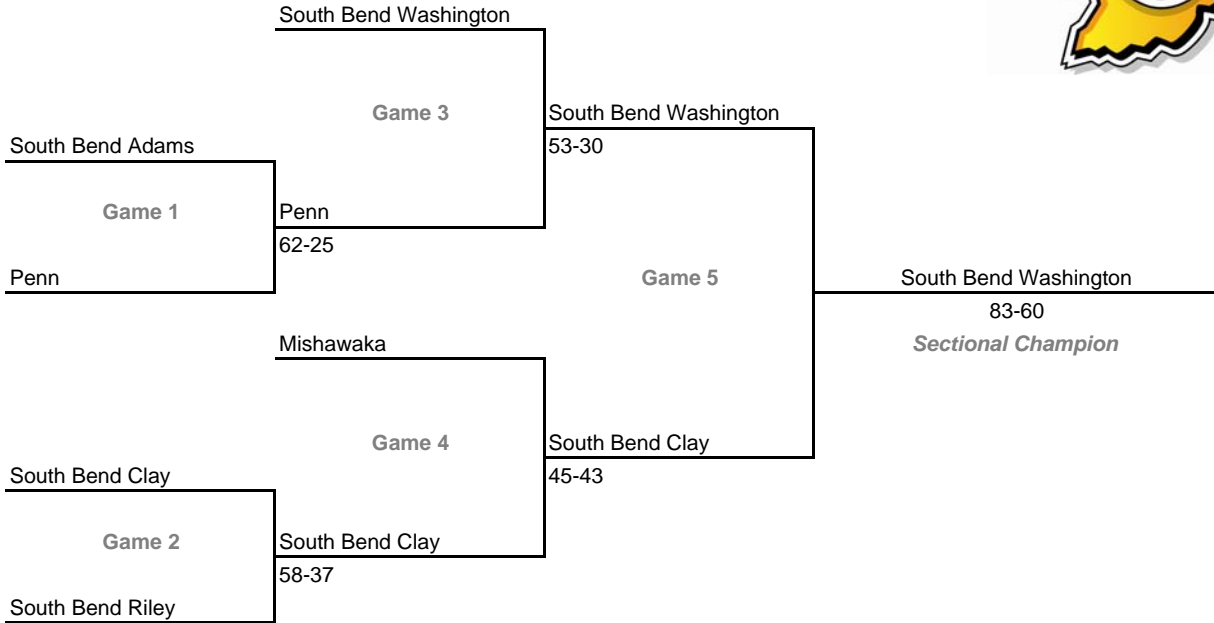 South Bend Washington
Game 3
South Bend Washington
South Bend Adams
53-30
Game 1
Penn
62-25
Penn
Game 5
South Bend Washington
83-60
Mishawaka
Sectional Champion
Game 4
South Bend Clay
South Bend Clay
45-43
Game 2
South Bend Clay
58-37
South Bend Riley